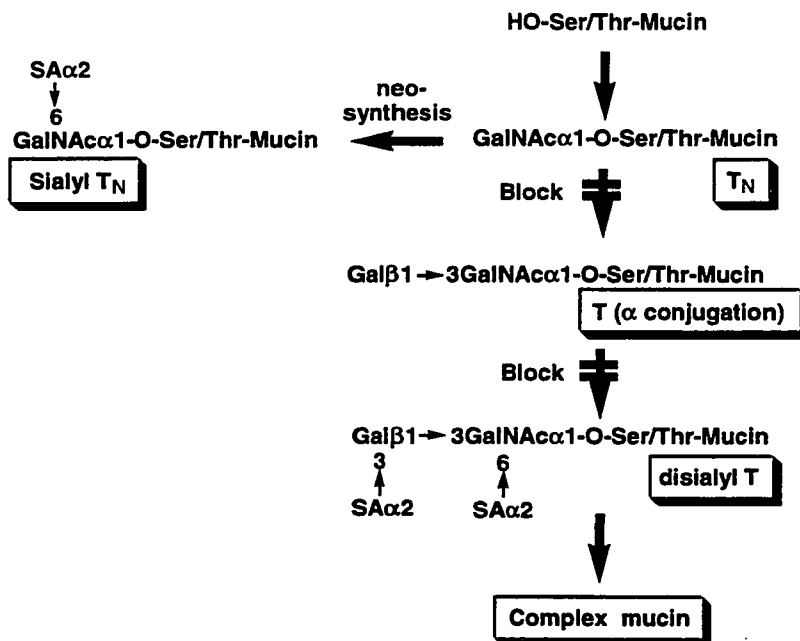 HO-Ser/Thr-Mucin
SAα2
6
GalNAcα1-O-Ser/Thr-Mucin
Sialyl TN
neo-
synthesis
GalNAcα1-O-Ser/Thr-Mucin
TN
Block
Galβ1→3GalNAcα1-O-Ser/Thr-Mucin
T (α conjugation)
Block
Galβ1→3GalNAcα1-O-Ser/Thr-Mucin
3 6
SAα2 SAα2
disialyl T
Complex mucin